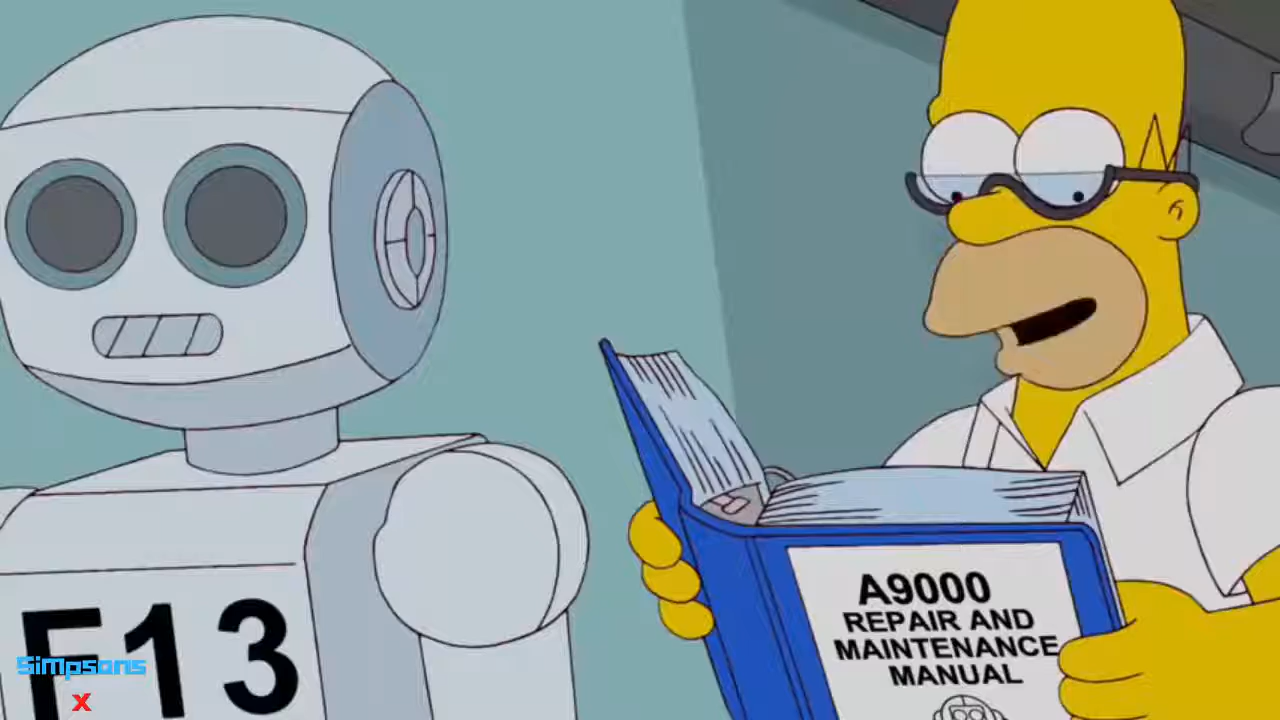 F13
Simpsons
X
A9000
REPAIR AND
MAINTENANCE
MANUAL